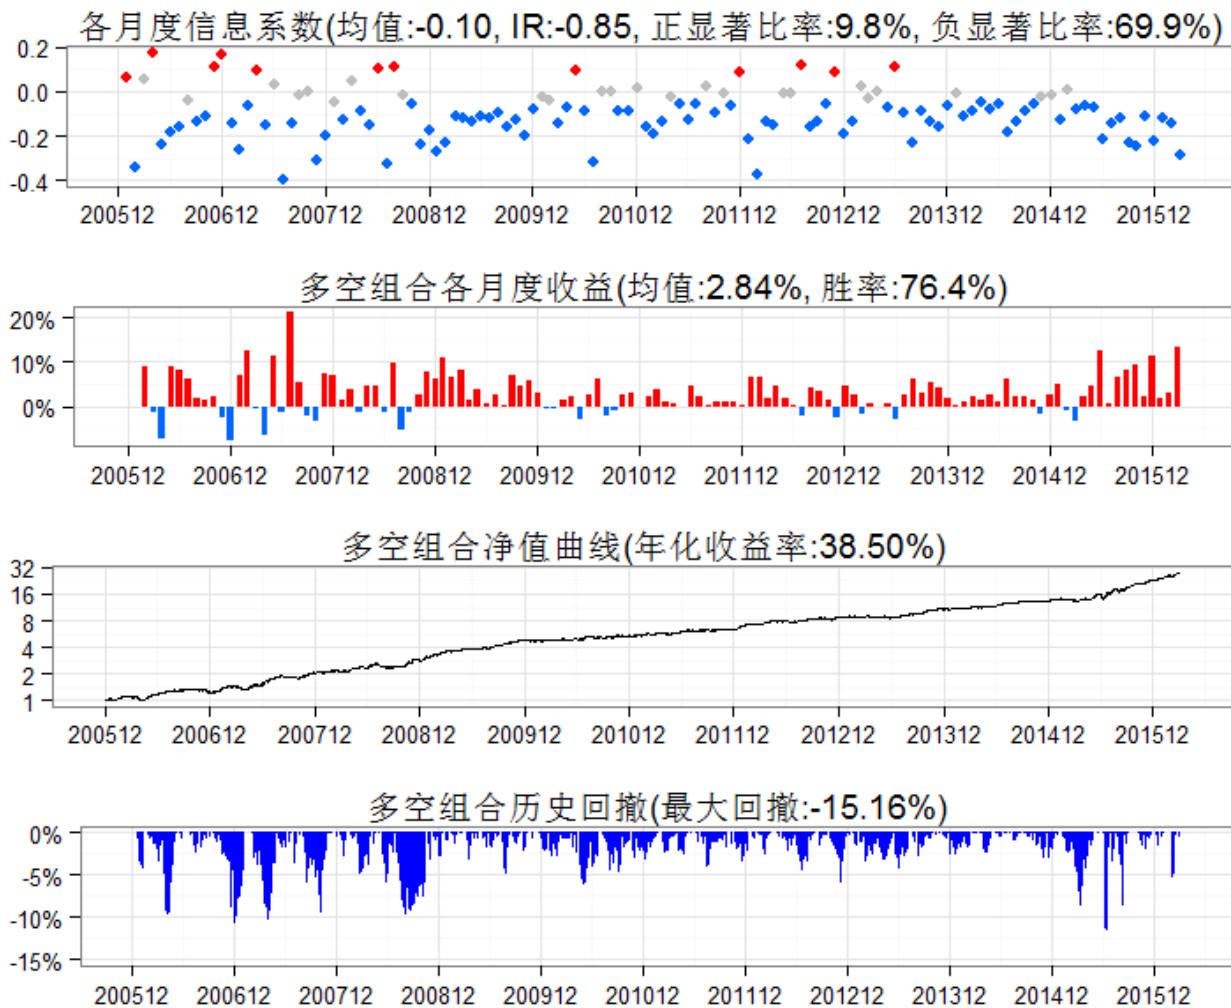 各月度信息系数(均值:-0.10, IR:-0.85, 正显著比率:9.8%, 负显著比率:69.9%)
0.2
0.0
-0.2
-0.4
200512 200612 200712 200812 200912 201012 201112 201212 201312 201412 201512
多空组合各月度收益(均值:2.84%, 胜率:76.4%)
20%
10%
0%
200512 200612 200712 200812 200912 201012 201112 201212 201312 201412 201512
多空组合净值曲线(年化收益率:38.50%)
32
16
8
4
2
1
200512 200612 200712 200812 200912 201012 201112 201212 201312 201412 201512
多空组合历史回撤(最大回撤:-15.16%)
0%
-5%
-10%
-15%
200512 200612 200712 200812 200912 201012 201112 201212 201312 201412 201512